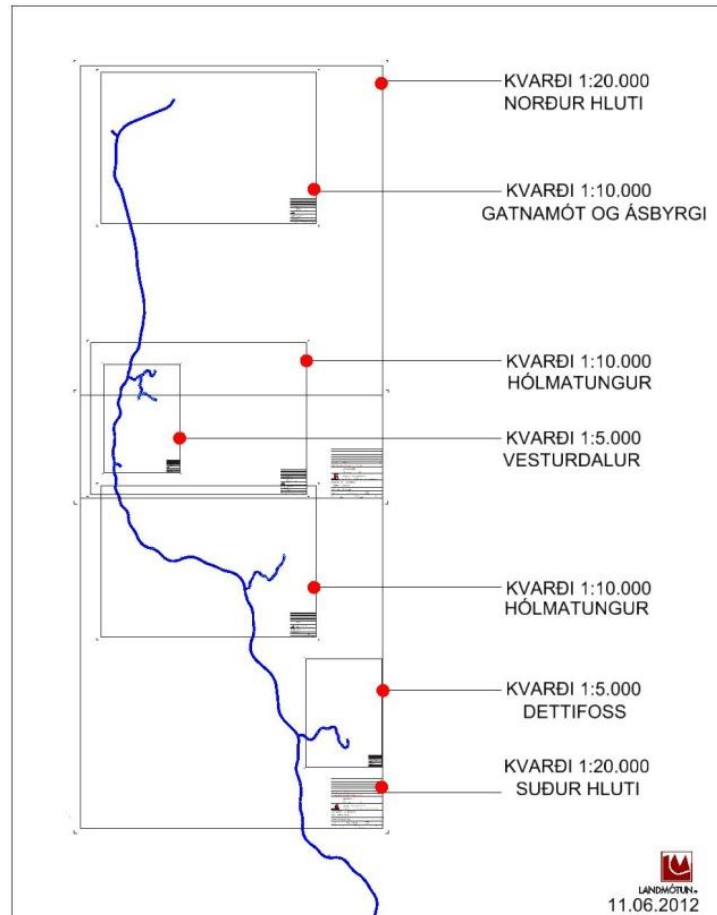 KVARÐI 1:20.000
NORÐUR HLUTI
KVARÐI 1:10.000
GATNAMÓT OG ÁSBYRGI
KVARÐI 1:10.000
HÓLMATUNGUR
KVARÐI 1:5.000
VESTURDALUR
KVARÐI 1:10.000
HÓLMATUNGUR
KVARÐI 1:5.000
DETTIFOSS
KVARÐI 1:20.000
SUÐUR HLUTI
LANDMÓTUN
11.06.2012